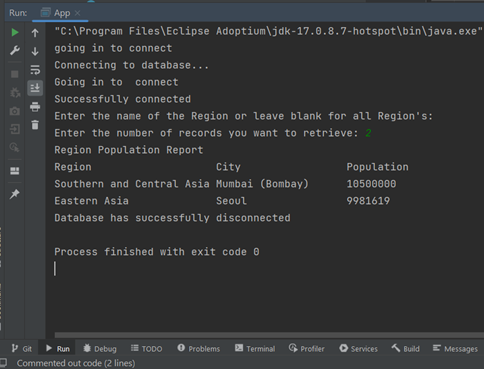 Run: App
"C:\Program Files\Eclipse Adoptium\jdk-17.0.8.7-hotspot\bin\java.exe"
going in to connect
Connecting to database...
Going in to  connect
Successfully connected
Enter the name of the Region or leave blank for all Region's:
Enter the number of records you want to retrieve: 2
Region Population Report
Region City Population
Southern and Central Asia Mumbai (Bombay) 10500000
Eastern Asia Seoul 9981619
Database has successfully disconnected
Process finished with exit code 0
Git Run Debug TODO Problems Terminal Profiler Services Build Messages
Commented out code (2 lines)